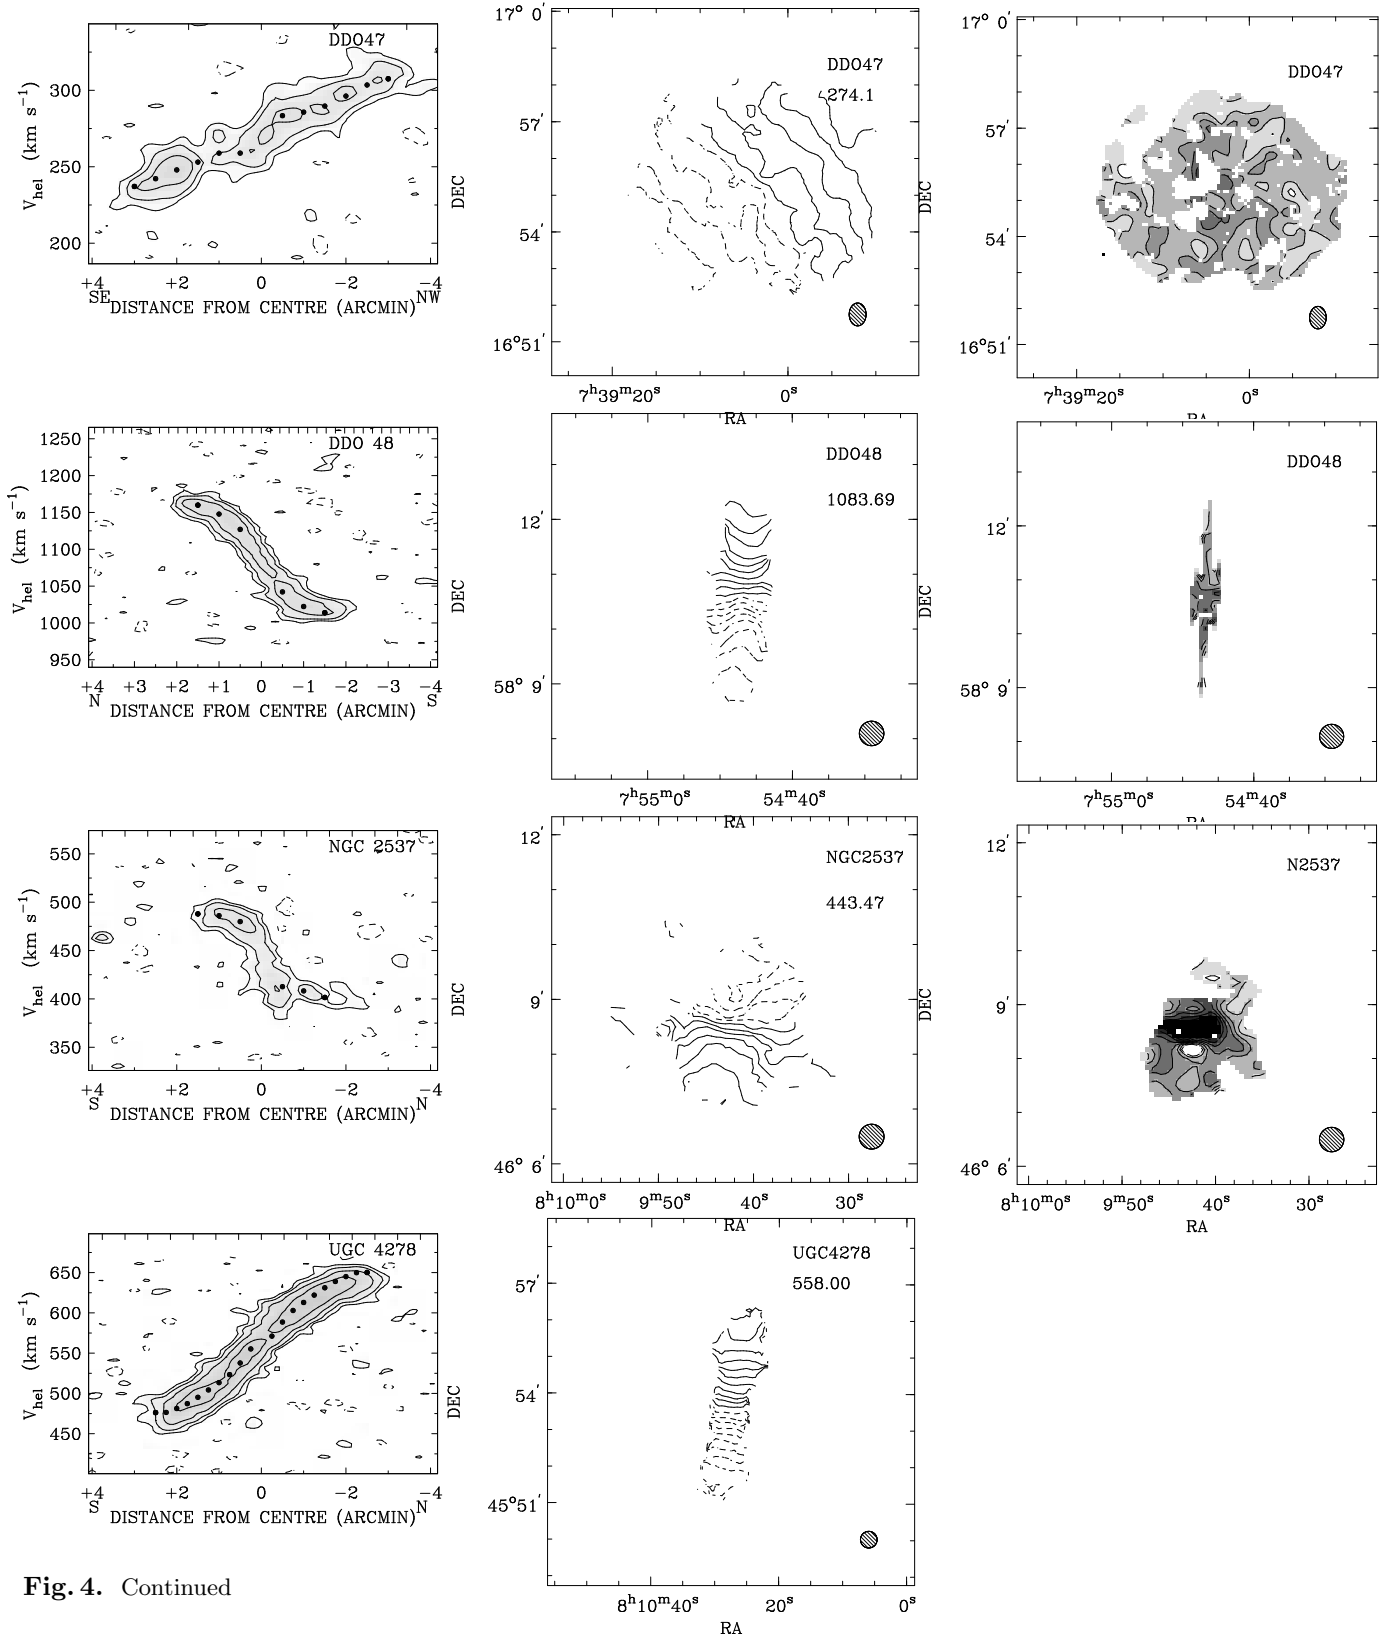 DDO47
300
250
200
V_hel (km s⁻¹)
+4 +2 0 −2 −4
SE DISTANCE FROM CENTRE (ARCMIN) NW
17° 0′
57′
54′
16°51′
DEC
DDO47
274.1
7ʰ39ᵐ20ˢ 0ˢ
RA
17° 0′
57′
54′
16°51′
DEC
DDO47
7ʰ39ᵐ20ˢ 0ˢ
RA
DDO 48
1250
1200
1150
1100
1050
1000
950
V_hel (km s⁻¹)
+4 +3 +2 +1 0 −1 −2 −3 −4
N DISTANCE FROM CENTRE (ARCMIN) S
12′
58° 9′
DEC
DDO48
1083.69
7ʰ55ᵐ0ˢ 54ᵐ40ˢ
RA
12′
58° 9′
DEC
DDO48
7ʰ55ᵐ0ˢ 54ᵐ40ˢ
RA
NGC 2537
550
500
450
400
350
V_hel (km s⁻¹)
+4 +2 0 −2 −4
S DISTANCE FROM CENTRE (ARCMIN) N
12′
9′
46° 6′
DEC
NGC2537
443.47
8ʰ10ᵐ0ˢ 9ᵐ50ˢ 40ˢ 30ˢ
RA
12′
9′
46° 6′
DEC
N2537
8ʰ10ᵐ0ˢ 9ᵐ50ˢ 40ˢ 30ˢ
RA
UGC 4278
650
600
550
500
450
V_hel (km s⁻¹)
+4 +2 0 −2 −4
S DISTANCE FROM CENTRE (ARCMIN) N
57′
54′
45°51′
DEC
UGC4278
558.00
8ʰ10ᵐ40ˢ 20ˢ 0ˢ
RA
Fig. 4. Continued